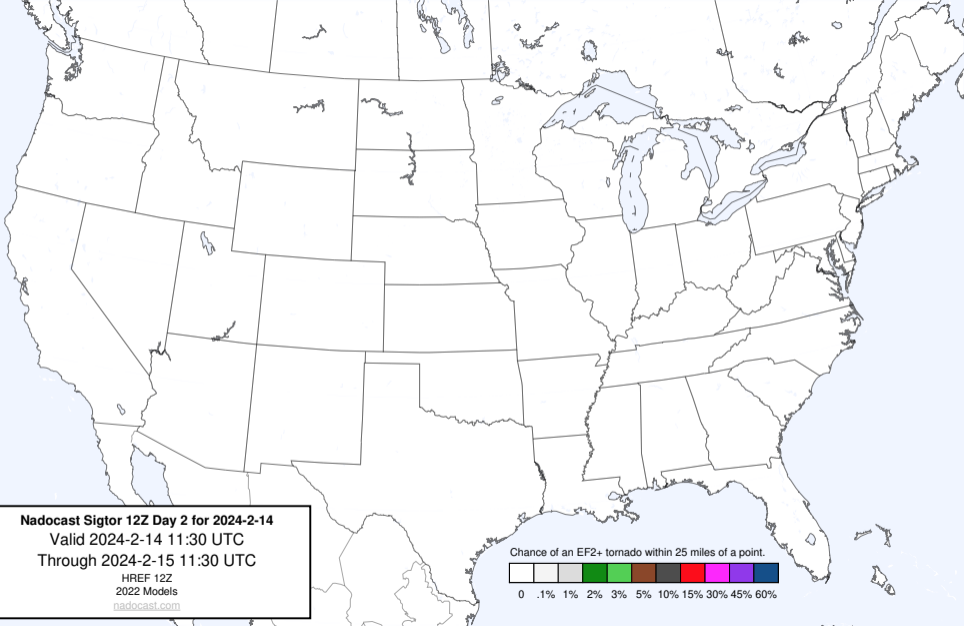 Nadocast Sigtor 12Z Day 2 for 2024-2-14
Valid 2024-2-14 11:30 UTC
Through 2024-2-15 11:30 UTC
HREF 12Z
2022 Models
nadocast.com
Chance of an EF2+ tornado within 25 miles of a point.
0 .1% 1% 2% 3% 5% 10% 15% 30% 45% 60%